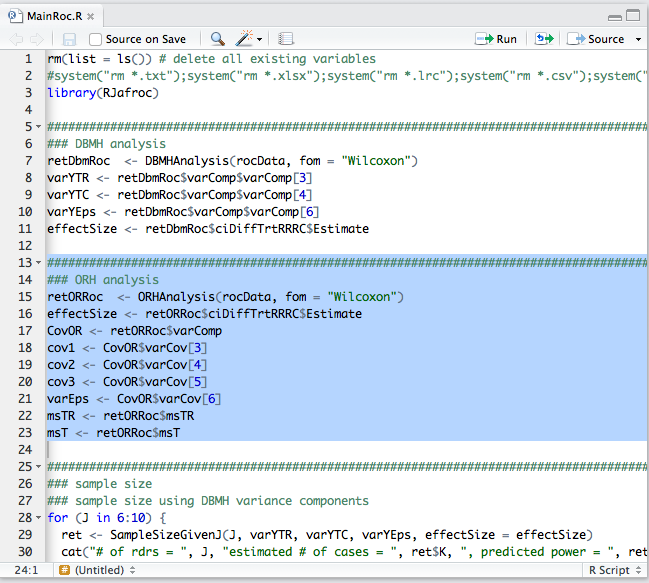 MainRoc.R ×
Source on Save Run Source
1 rm(list = ls()) # delete all existing variables
2 #system("rm *.txt");system("rm *.xlsx");system("rm *.lrc");system("rm *.csv");system("
3 library(RJafroc)
4
5 ################################################################################
6 ### DBMH analysis
7 retDbmRoc  <- DBMHAnalysis(rocData, fom = "Wilcoxon")
8 varYTR <- retDbmRoc$varComp$varComp[3]
9 varYTC <- retDbmRoc$varComp$varComp[4]
10 varYEps <- retDbmRoc$varComp$varComp[6]
11 effectSize <- retDbmRoc$ciDiffTrtRRRC$Estimate
12
13 ################################################################################
14 ### ORH analysis
15 retORRoc  <- ORHAnalysis(rocData, fom = "Wilcoxon")
16 effectSize <- retORRoc$ciDiffTrtRRRC$Estimate
17 CovOR <- retORRoc$varComp
18 cov1 <- CovOR$varCov[3]
19 cov2 <- CovOR$varCov[4]
20 cov3 <- CovOR$varCov[5]
21 varEps <- CovOR$varCov[6]
22 msTR <- retORRoc$msTR
23 msT <- retORRoc$msT
24
25 ################################################################################
26 ### sample size
27 ### sample size using DBMH variance components
28 for (J in 6:10) {
29   ret <- SampleSizeGivenJ(J, varYTR, varYTC, varYEps, effectSize = effectSize)
30   cat("# of rdrs = ", J, "estimated # of cases = ", ret$K, ", predicted power = ", ret
24:1 # (Untitled) R Script